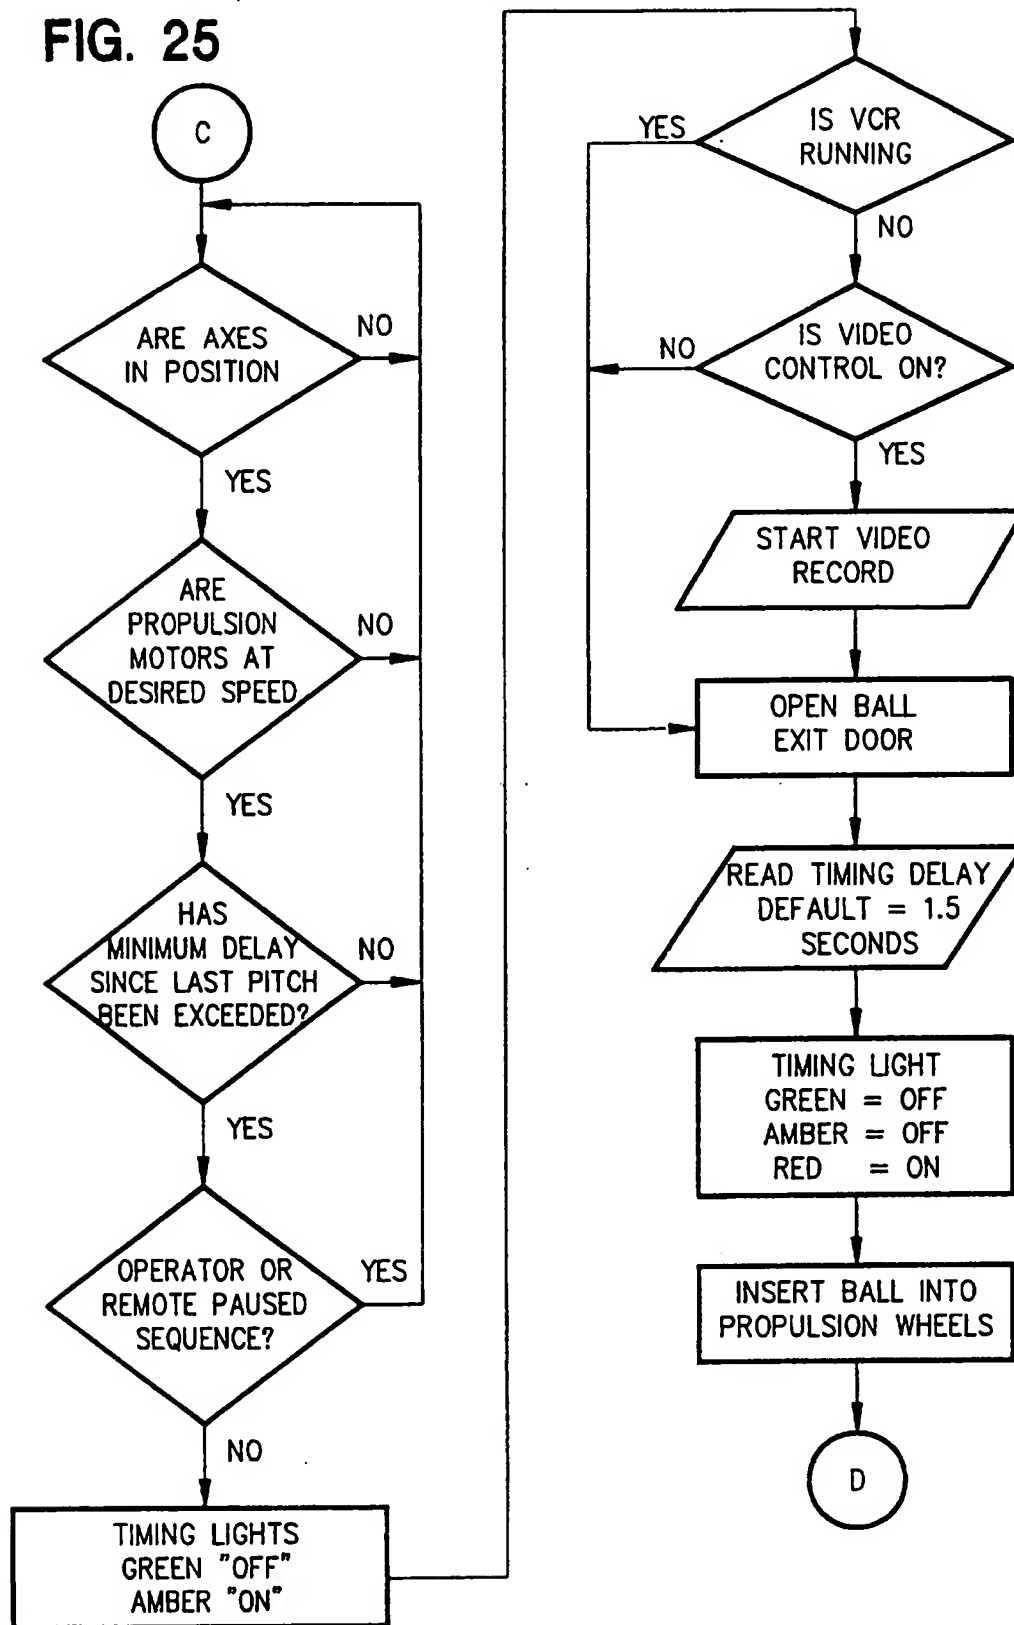 FIG. 25
C
ARE AXES
IN POSITION
NO
YES
ARE
PROPULSION
MOTORS AT
DESIRED SPEED
NO
YES
HAS
MINIMUM DELAY
SINCE LAST PITCH
BEEN EXCEEDED?
NO
YES
OPERATOR OR
REMOTE PAUSED
SEQUENCE?
YES
NO
TIMING LIGHTS
GREEN "OFF"
AMBER "ON"
IS VCR
RUNNING
YES
NO
IS VIDEO
CONTROL ON?
NO
YES
START VIDEO
RECORD
OPEN BALL
EXIT DOOR
READ TIMING DELAY
DEFAULT = 1.5
SECONDS
TIMING LIGHT
GREEN = OFF
AMBER = OFF
RED = ON
INSERT BALL INTO
PROPULSION WHEELS
D